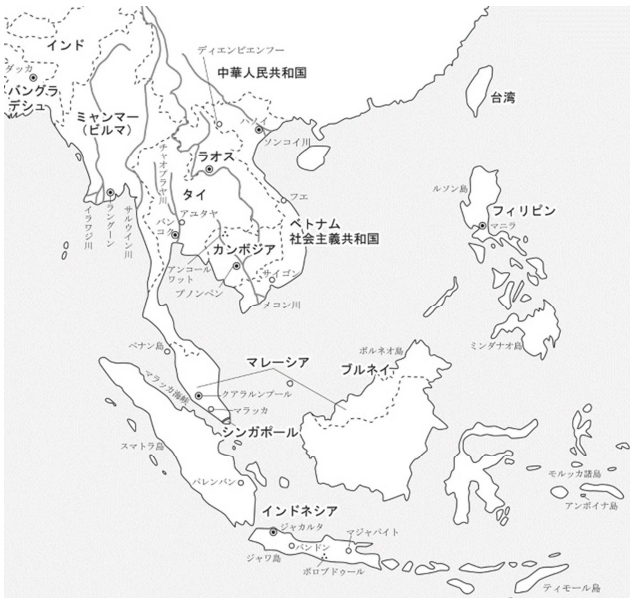 インド
ディエンビエンフー
中華人民共和国
ダッカ
バングラ
デシュ
台湾
ミャンマー
(ビルマ)
ハノイ
ソンコイ川
チャオプラヤ川
ラオス
タイ
ルソン島
フエ
フィリピン
マニラ
イラワジ川
ラングーン
サルウイン川
アユタヤ
バン
コク
ベトナム
社会主義共和国
カンボジア
アンコール
ワット
サイゴン
プノンペン
メコン川
ペナン島
ボルネオ島
ミンダナオ島
マレーシア
ブルネイ
マラッカ海峡
クアラルンプール
マラッカ
シンガポール
スマトラ島
パレンバン
モルッカ諸島
アンボイナ島
インドネシア
ジャカルタ
マジャパイト
バンドン
ジャワ島
ボロブドゥール
ティモール島